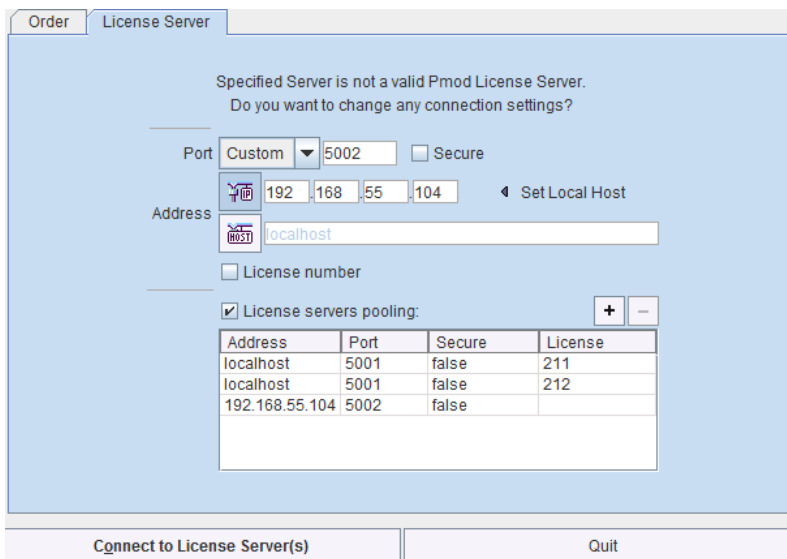 Order License Server
Specified Server is not a valid Pmod License Server.
Do you want to change any connection settings?
Port Custom 5002 Secure
IP 192 .168 .55 .104 Set Local Host
Address
HOST localhost
License number
License servers pooling: + −
Address Port Secure License
localhost 5001 false 211
localhost 5001 false 212
192.168.55.104 5002 false
Connect to License Server(s) Quit